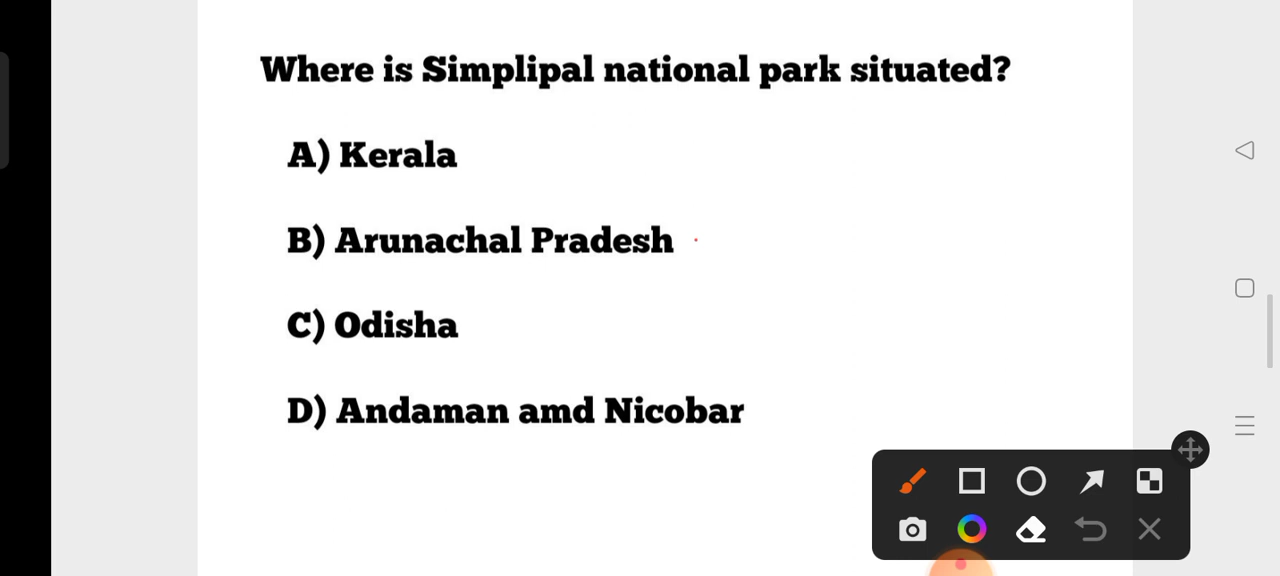 Where is Simplipal national park situated?
A) Kerala
B) Arunachal Pradesh
C) Odisha
D) Andaman amd Nicobar